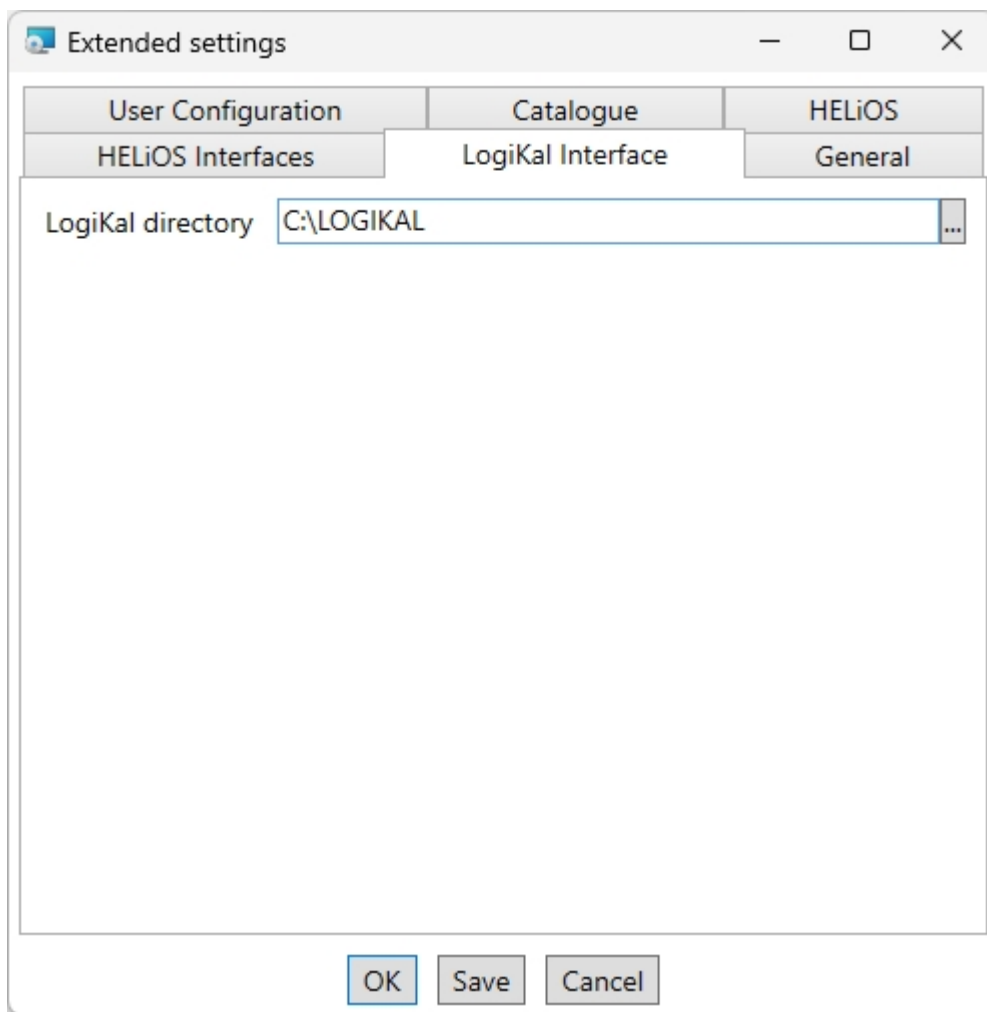 Extended settings
User Configuration Catalogue HELiOS
HELiOS Interfaces LogiKal Interface General
LogiKal directory C:\LOGIKAL ...
OK Save Cancel